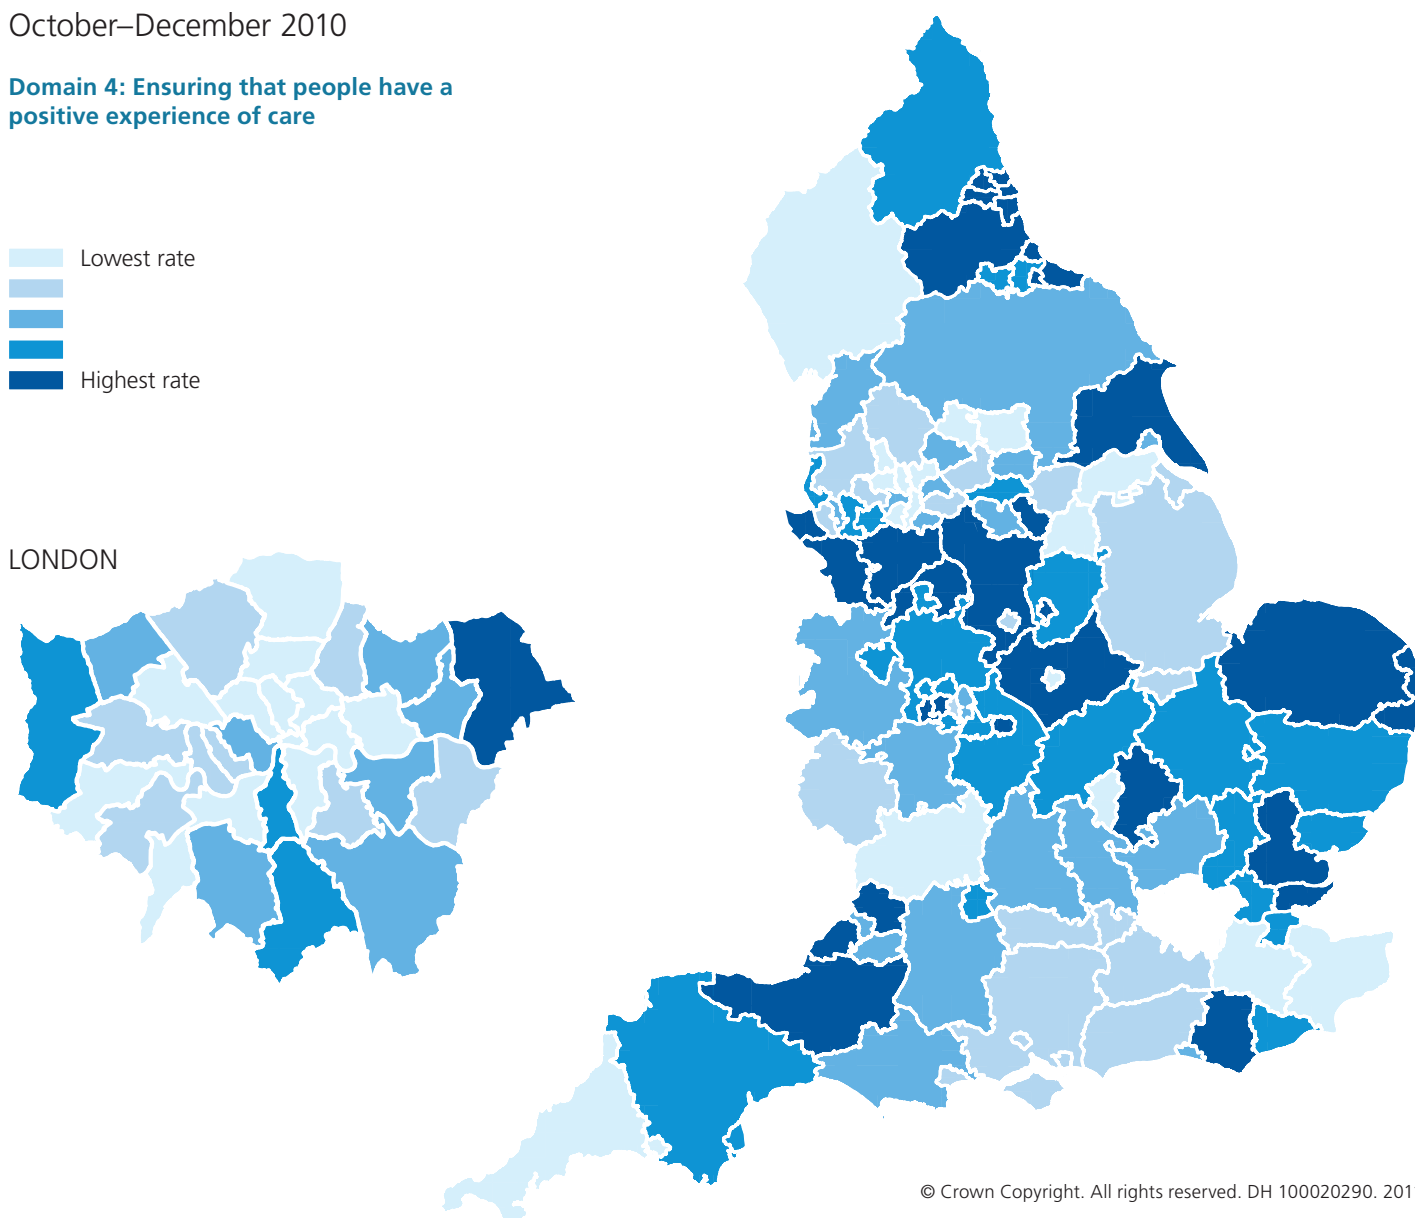 October–December 2010
Domain 4: Ensuring that people have a
positive experience of care
Lowest rate
Highest rate
LONDON
© Crown Copyright. All rights reserved. DH 100020290. 201